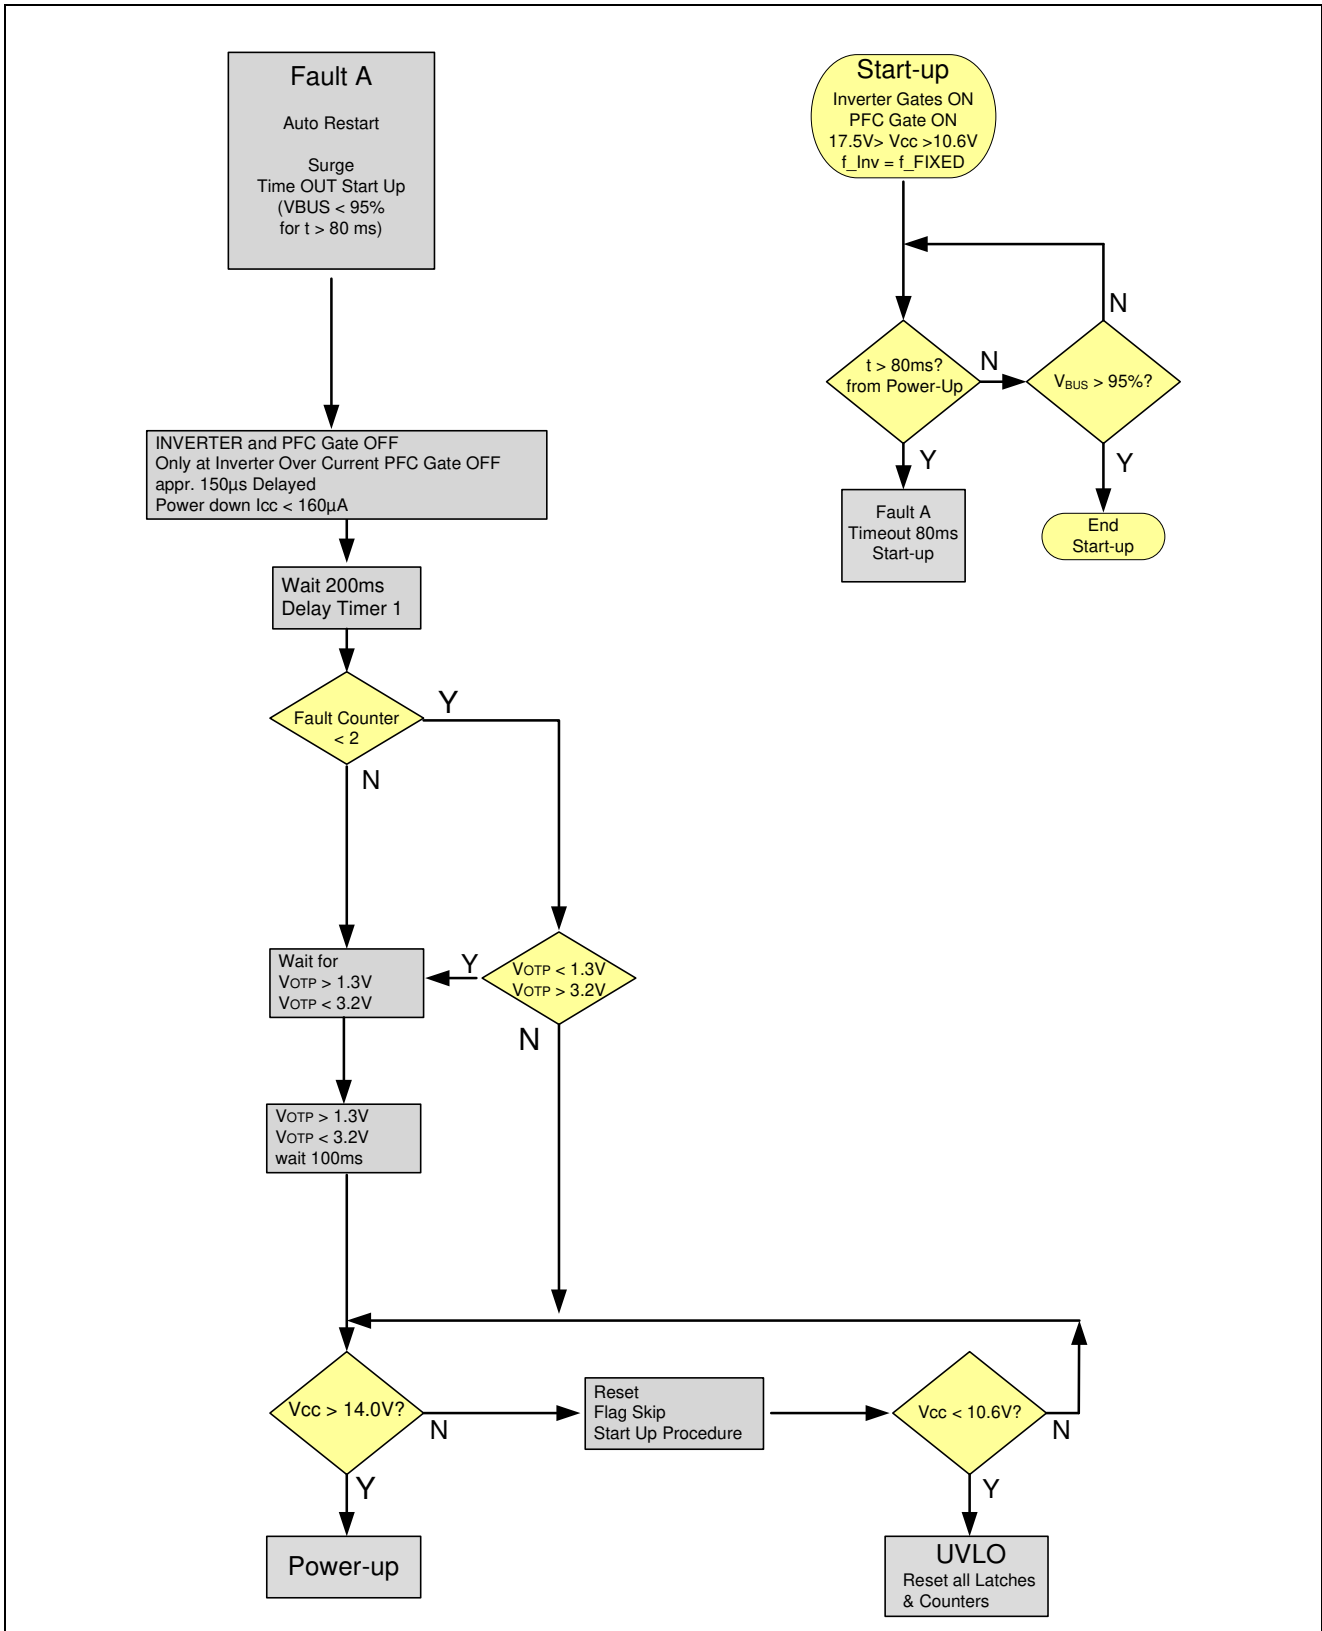 Fault A
Auto Restart
Surge
Time OUT Start Up
(VBUS < 95%
for t > 80 ms)
INVERTER and PFC Gate OFF
Only at Inverter Over Current PFC Gate OFF
appr. 150µs Delayed
Power down Icc < 160µA
Wait 200ms
Delay Timer 1
Fault Counter
< 2
Y
N
Wait for
VOTP > 1.3V
VOTP < 3.2V
Y
VOTP < 1.3V
VOTP > 3.2V
N
VOTP > 1.3V
VOTP < 3.2V
wait 100ms
Vcc > 14.0V?
N
Y
Reset
Flag Skip
Start Up Procedure
Vcc < 10.6V?
N
Y
Power-up
UVLO
Reset all Latches
& Counters
Start-up
Inverter Gates ON
PFC Gate ON
17.5V> Vcc >10.6V
f_Inv = f_FIXED
t > 80ms?
from Power-Up
N
Y
VBUS > 95%?
N
Y
Fault A
Timeout 80ms
Start-up
End
Start-up